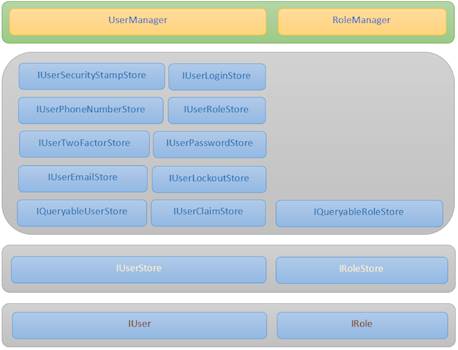 UserManager
RoleManager
IUserSecurityStampStore
IUserLoginStore
IUserPhoneNumberStore
IUserRoleStore
IUserTwoFactorStore
IUserPasswordStore
IUserEmailStore
IUserLockoutStore
IQueryableUserStore
IUserClaimStore
IQueryableRoleStore
IUserStore
IRoleStore
IUser
IRole